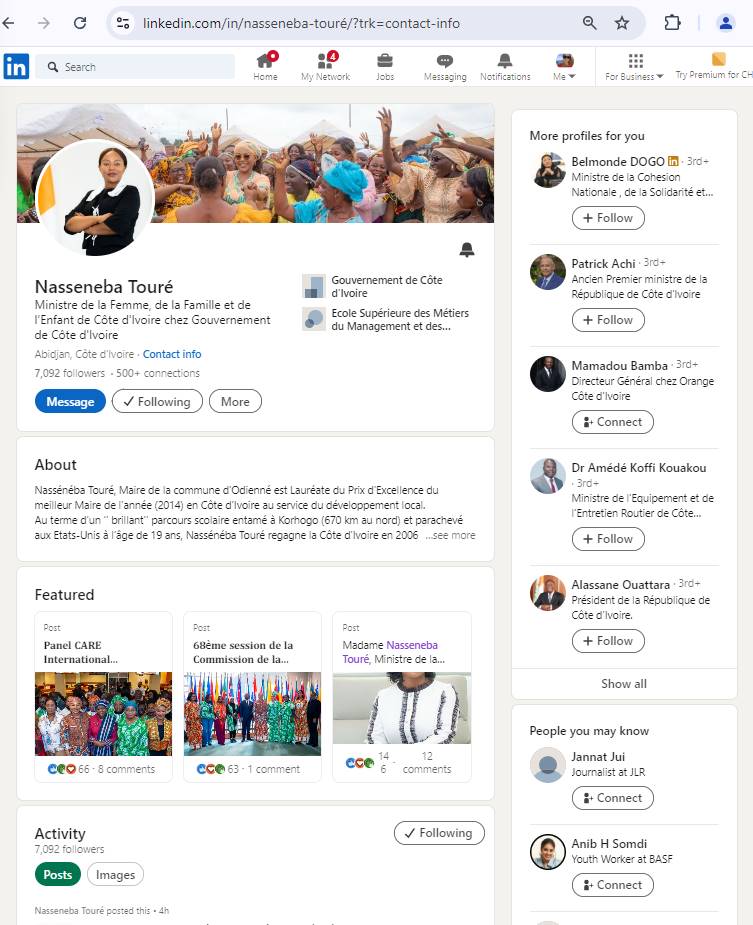 linkedin.com/in/nasseneba-touré/?trk=contact-info
in
Search
Home
4
My Network
Jobs
Messaging
Notifications
Me
For Business
Try Premium for CH
Nasseneba Touré
Ministre de la Femme, de la Famille et de
l'Enfant de Côte d'Ivoire chez Gouvernement
de Côte d'Ivoire
Abidjan, Côte d'Ivoire · Contact info
7,092 followers · 500+ connections
Message
Following
More
Gouvernement de Côte
d'Ivoire
Ecole Supérieure des Métiers
du Management et des...
About
Nassénéba Touré, Maire de la commune d'Odienné est Lauréate du Prix d'Excellence du
meilleur Maire de l'année (2014) en Côte d'Ivoire au service du développement local.
Au terme d'un '' brillant'' parcours scolaire entamé à Korhogo (670 km au nord) et parachevé
aux Etats-Unis à l'âge de 19 ans, Nassénéba Touré regagne la Côte d'Ivoire en 2006 ...see more
Featured
Post
Panel CARE
International...
66 · 8 comments
Post
68ème session de la
Commission de la...
63 · 1 comment
Post
Madame Nasseneba
Touré, Ministre de la...
14
6 · 12
comments
Activity
7,092 followers
Following
Posts
Images
Nasseneba Touré posted this • 4h
More profiles for you
Belmonde DOGO in · 3rd+
Ministre de la Cohesion
Nationale , de la Solidarité et...
+ Follow
Patrick Achi · 3rd+
Ancien Premier ministre de la
République de Côte d'Ivoire
+ Follow
Mamadou Bamba · 3rd+
Directeur Général chez Orange
Côte d'Ivoire
Connect
Dr Amédé Koffi Kouakou
· 3rd+
Ministre de l'Equipement et de
l'Entretien Routier de Côte...
+ Follow
Alassane Ouattara · 3rd+
Président de la République de
Côte d'Ivoire.
+ Follow
Show all
People you may know
Jannat Jui
Journalist at JLR
Connect
Anib H Somdi
Youth Worker at BASF
Connect